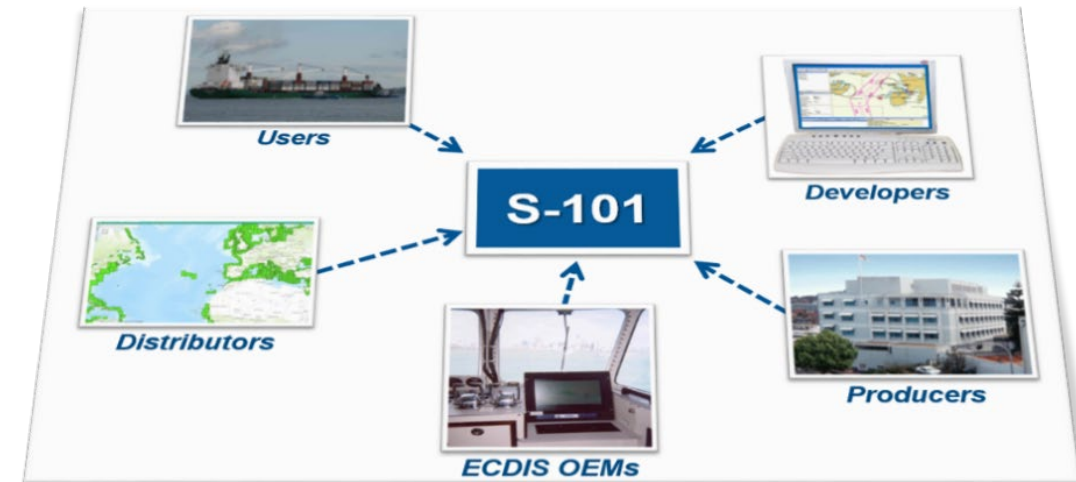 Users
S-101
Developers
Distributors
ECDIS OEMs
Producers